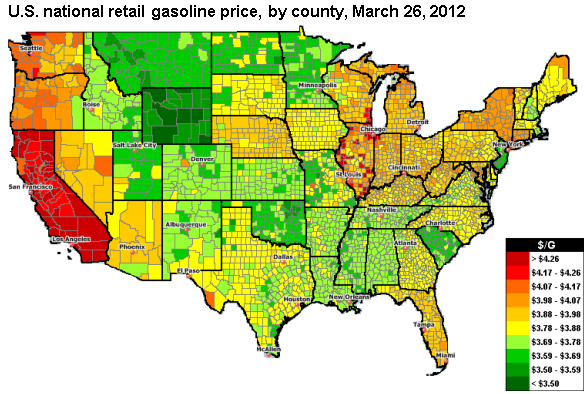 U.S. national retail gasoline price, by county, March 26, 2012
Seattle
Minneapolis
Boise
Detroit
Chicago
New York
Salt Lake City
Denver
Cincinnati
St.Louis
San Francisco
Nashville
Charlotte
Albuquerque
Los Angeles
Phoenix
Atlanta
Dallas
El Paso
Houston
New Orleans
Tampa
Miami
McAllen
$/G
> $4.26
$4.17 - $4.26
$4.07 - $4.17
$3.98 - $4.07
$3.88 - $3.98
$3.78 - $3.88
$3.69 - $3.78
$3.59 - $3.69
$3.50 - $3.59
< $3.50